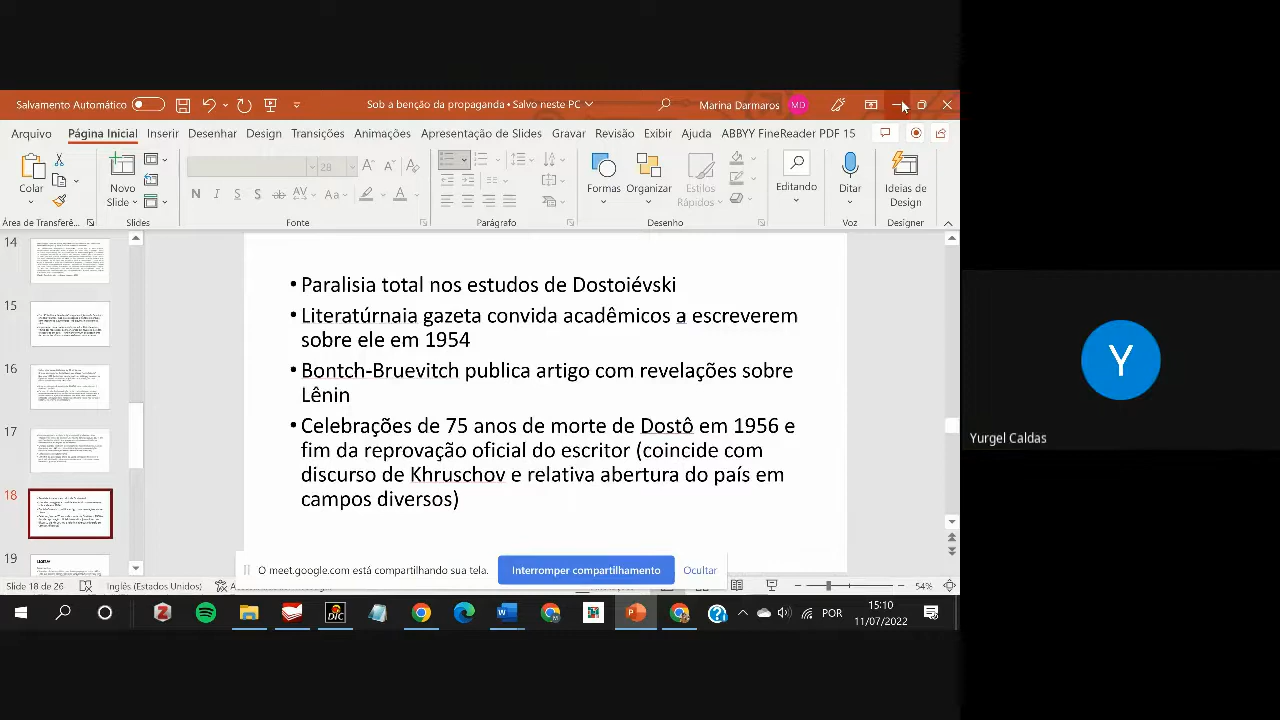 Salvamento Automático
Sob a benção da propaganda • Salvo neste PC
Marina Darmaros MD
Arquivo Página Inicial Inserir Desenhar Design Transições Animações Apresentação de Slides Gravar Revisão Exibir Ajuda ABBYY FineReader PDF 15
Colar
Novo
Slide
28
N I S S ab AV Aa A
Formas
Organizar
Estilos
Rápidos
Editando
Ditar
Ideias de
Design
Área de Transferê...
Slides
Fonte
Parágrafo
Desenho
Voz
Designer
14
15
16
17
18
19
• Paralisia total nos estudos de Dostoiévski
• Literatúrnaia gazeta convida acadêmicos a escreverem
sobre ele em 1954
• Bontch-Bruevitch publica artigo com revelações sobre
Lênin
• Celebrações de 75 anos de morte de Dostô em 1956 e
fim da reprovação oficial do escritor (coincide com
discurso de Khruschov e relativa abertura do país em
campos diversos)
O meet.google.com está compartilhando sua tela.
Interromper compartilhamento
Ocultar
Slide 18 de 26
Inglês (Estados Unidos)
54%
DIC
POR
15:10
11/07/2022
Y
Yurgel Caldas